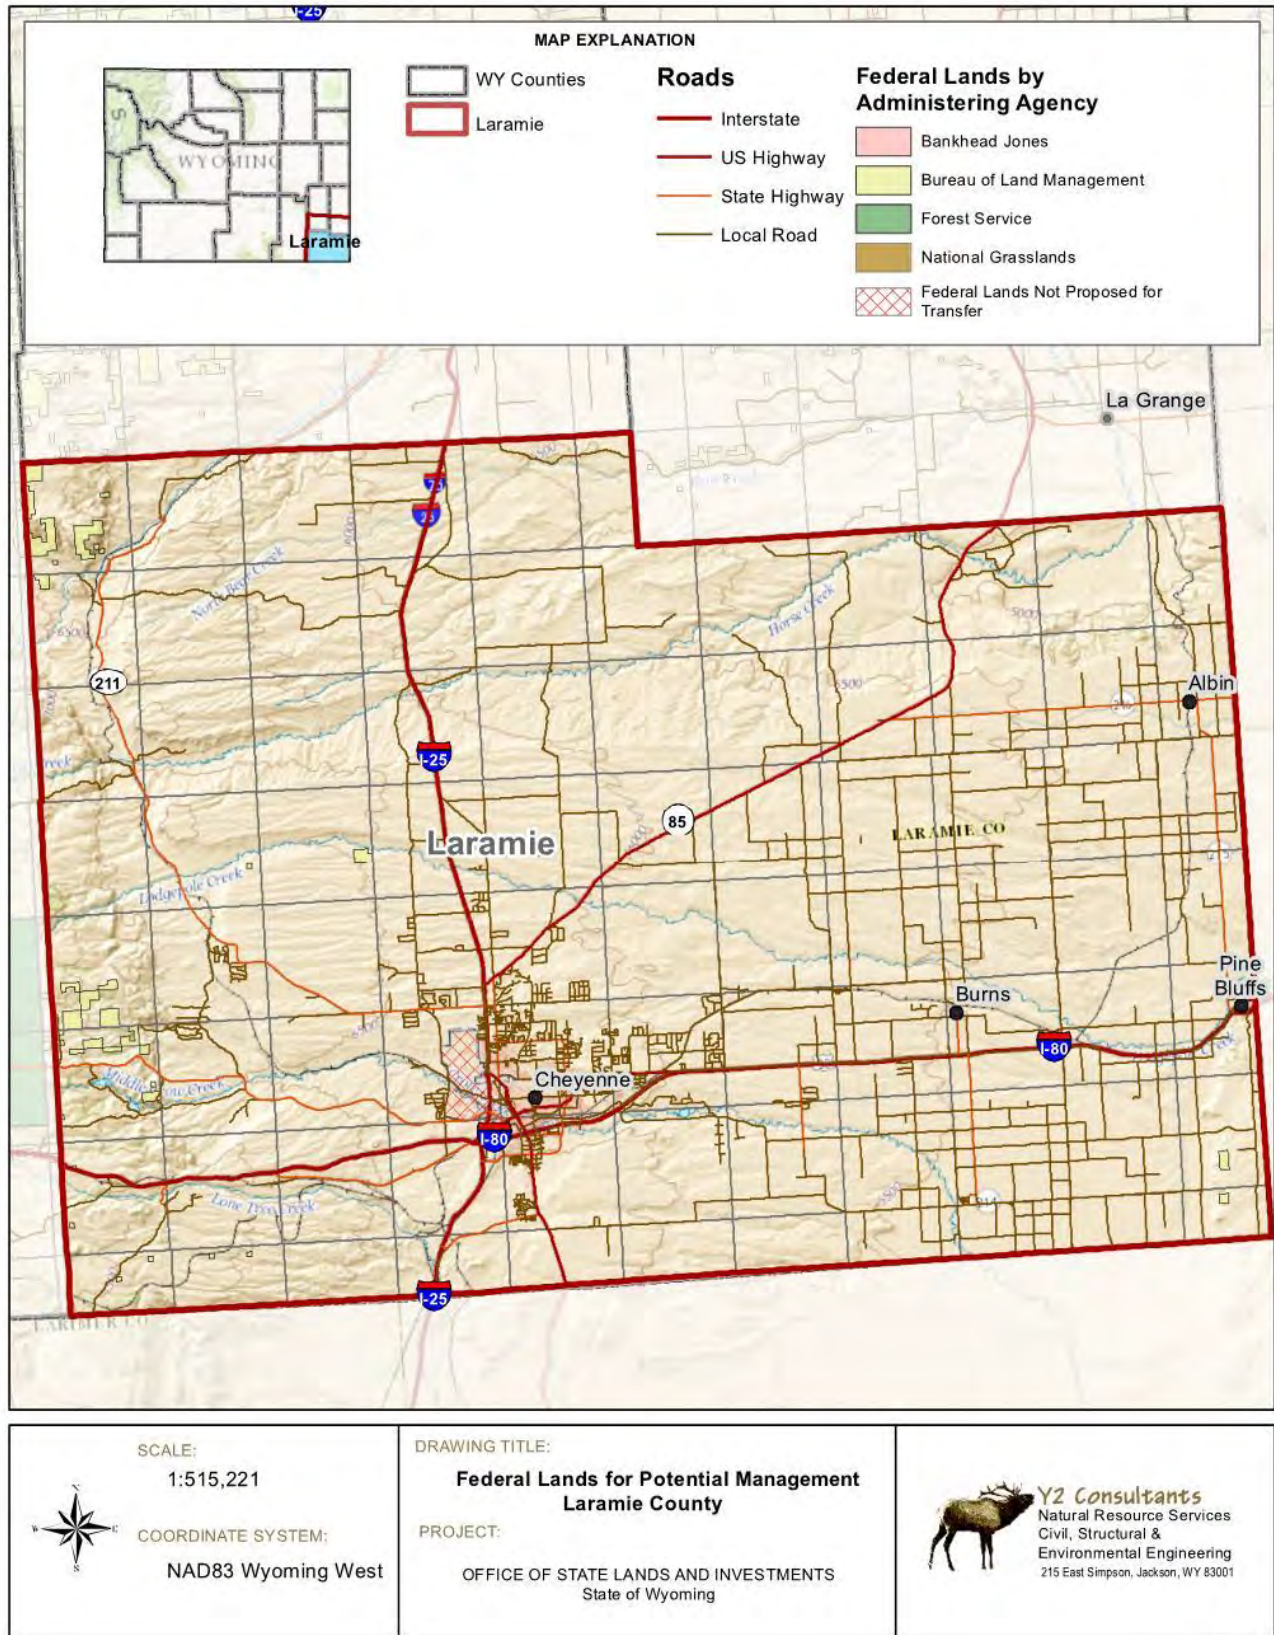 I-25
MAP EXPLANATION
WYOMING
Laramie
WY Counties
Laramie
Roads
Interstate
US Highway
State Highway
Local Road
Federal Lands by
Administering Agency
Bankhead Jones
Bureau of Land Management
Forest Service
National Grasslands
Federal Lands Not Proposed for
Transfer
La Grange
25
North Bear Creek
Horse Creek
5000
6500
211
7000
Albin
I-25
85
Laramie
LARAMIE CO
Lodgepole Creek
Pine
Bluffs
Burns
6500
I-80
Cheyenne
I-80
Lone Tree Creek
214
I-25
LARIMER CO
SCALE:
1:515,221
COORDINATE SYSTEM:
NAD83 Wyoming West
N
W
E
S
DRAWING TITLE:
Federal Lands for Potential Management
Laramie County
PROJECT:
OFFICE OF STATE LANDS AND INVESTMENTS
State of Wyoming
Y2 Consultants
Natural Resource Services
Civil, Structural &
Environmental Engineering
215 East Simpson, Jackson, WY 83001